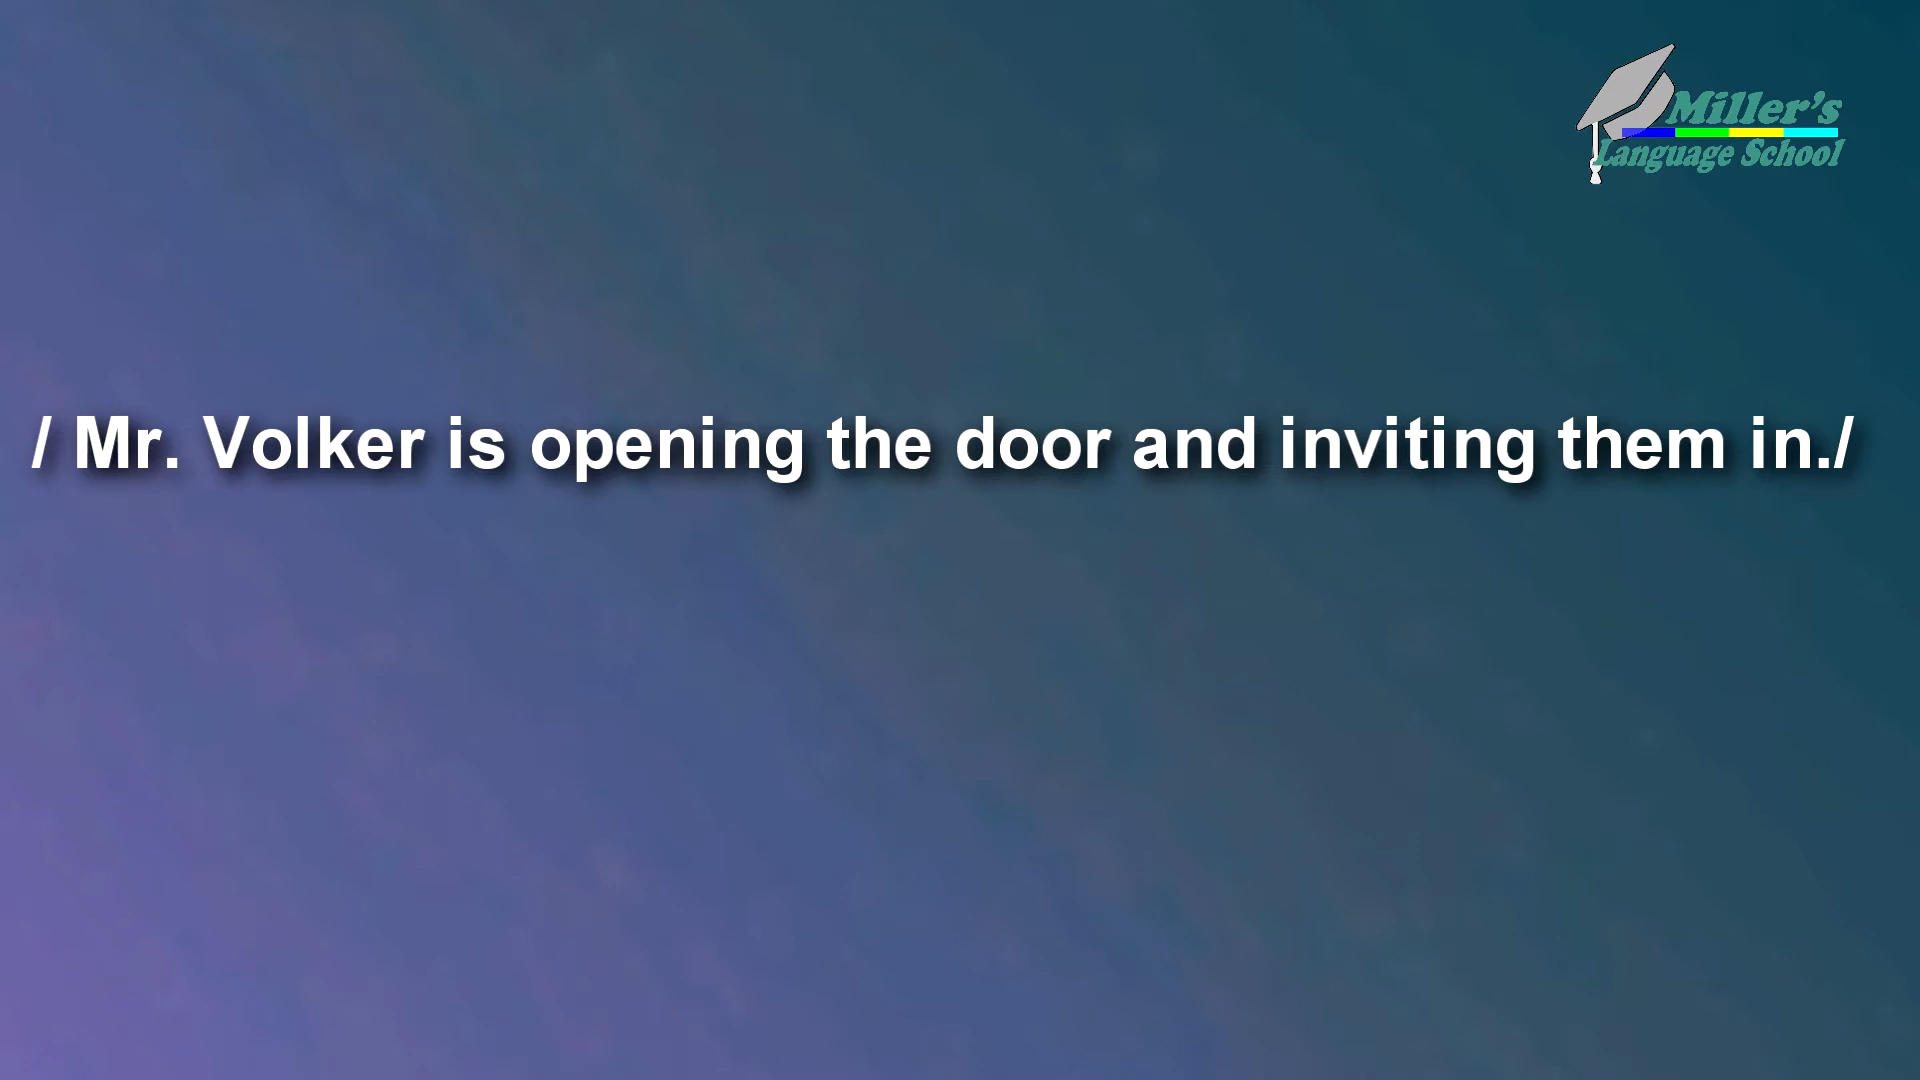 Miller's
Language School
/ Mr. Volker is opening the door and inviting them in./